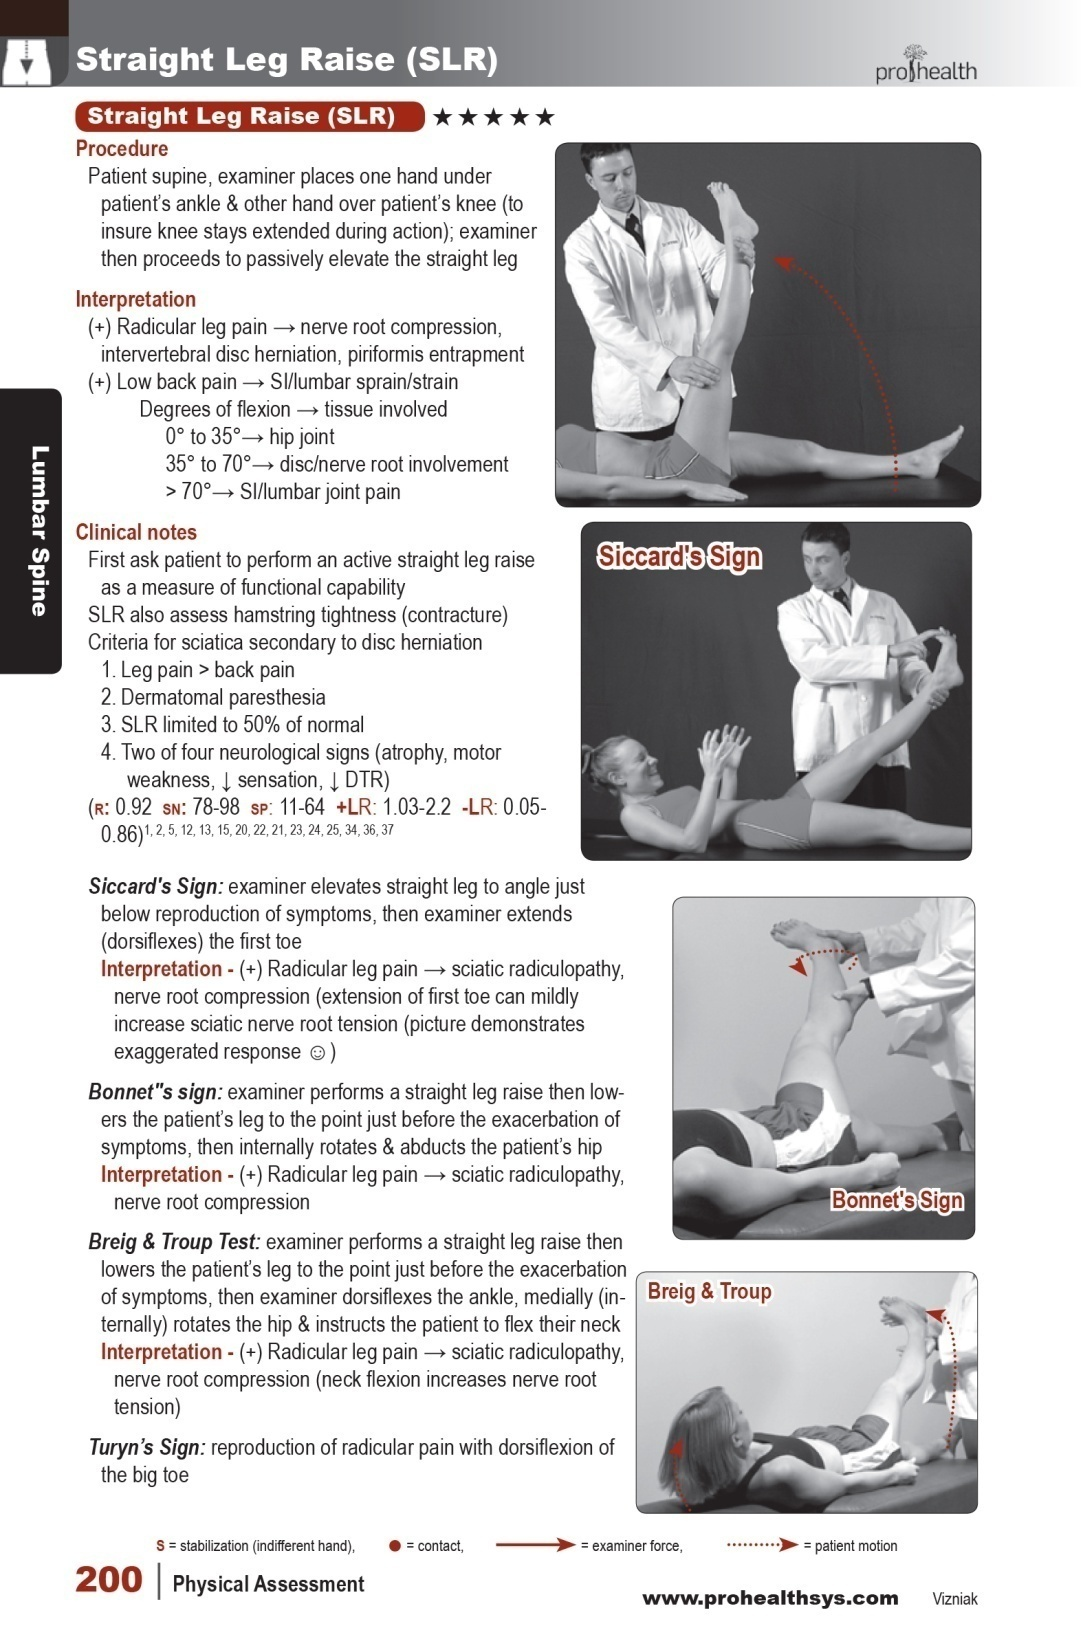 Straight Leg Raise (SLR)
prohealth
Straight Leg Raise (SLR) ★★★★★
Procedure
Patient supine, examiner places one hand under
patient's ankle & other hand over patient's knee (to
insure knee stays extended during action); examiner
then proceeds to passively elevate the straight leg
Interpretation
(+) Radicular leg pain → nerve root compression,
intervertebral disc herniation, piriformis entrapment
(+) Low back pain → SI/lumbar sprain/strain
Degrees of flexion → tissue involved
0° to 35°→ hip joint
35° to 70°→ disc/nerve root involvement
> 70°→ SI/lumbar joint pain
Lumbar Spine
Clinical notes
First ask patient to perform an active straight leg raise
as a measure of functional capability
SLR also assess hamstring tightness (contracture)
Criteria for sciatica secondary to disc herniation
1. Leg pain > back pain
2. Dermatomal paresthesia
3. SLR limited to 50% of normal
4. Two of four neurological signs (atrophy, motor
weakness, ↓ sensation, ↓ DTR)
(R: 0.92 SN: 78-98 SP: 11-64 +LR: 1.03-2.2 -LR: 0.05-
0.86)1, 2, 5, 12, 13, 15, 20, 22, 21, 23, 24, 25, 34, 36, 37
Siccard's Sign
Siccard's Sign: examiner elevates straight leg to angle just
below reproduction of symptoms, then examiner extends
(dorsiflexes) the first toe
Interpretation - (+) Radicular leg pain → sciatic radiculopathy,
nerve root compression (extension of first toe can mildly
increase sciatic nerve root tension (picture demonstrates
exaggerated response ☺)
Bonnet"s sign: examiner performs a straight leg raise then low-
ers the patient's leg to the point just before the exacerbation of
symptoms, then internally rotates & abducts the patient's hip
Interpretation - (+) Radicular leg pain → sciatic radiculopathy,
nerve root compression
Bonnet's Sign
Breig & Troup Test: examiner performs a straight leg raise then
lowers the patient's leg to the point just before the exacerbation
of symptoms, then examiner dorsiflexes the ankle, medially (in-
ternally) rotates the hip & instructs the patient to flex their neck
Interpretation - (+) Radicular leg pain → sciatic radiculopathy,
nerve root compression (neck flexion increases nerve root
tension)
Breig & Troup
Turyn's Sign: reproduction of radicular pain with dorsiflexion of
the big toe
S = stabilization (indifferent hand), ● = contact, = examiner force, = patient motion
200 | Physical Assessment
www.prohealthsys.com Vizniak